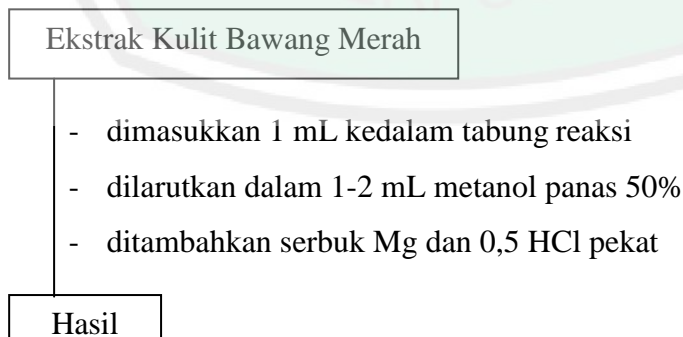 Ekstrak Kulit Bawang Merah
- dimasukkan 1 mL kedalam tabung reaksi
- dilarutkan dalam 1-2 mL metanol panas 50%
- ditambahkan serbuk Mg dan 0,5 HCl pekat
Hasil